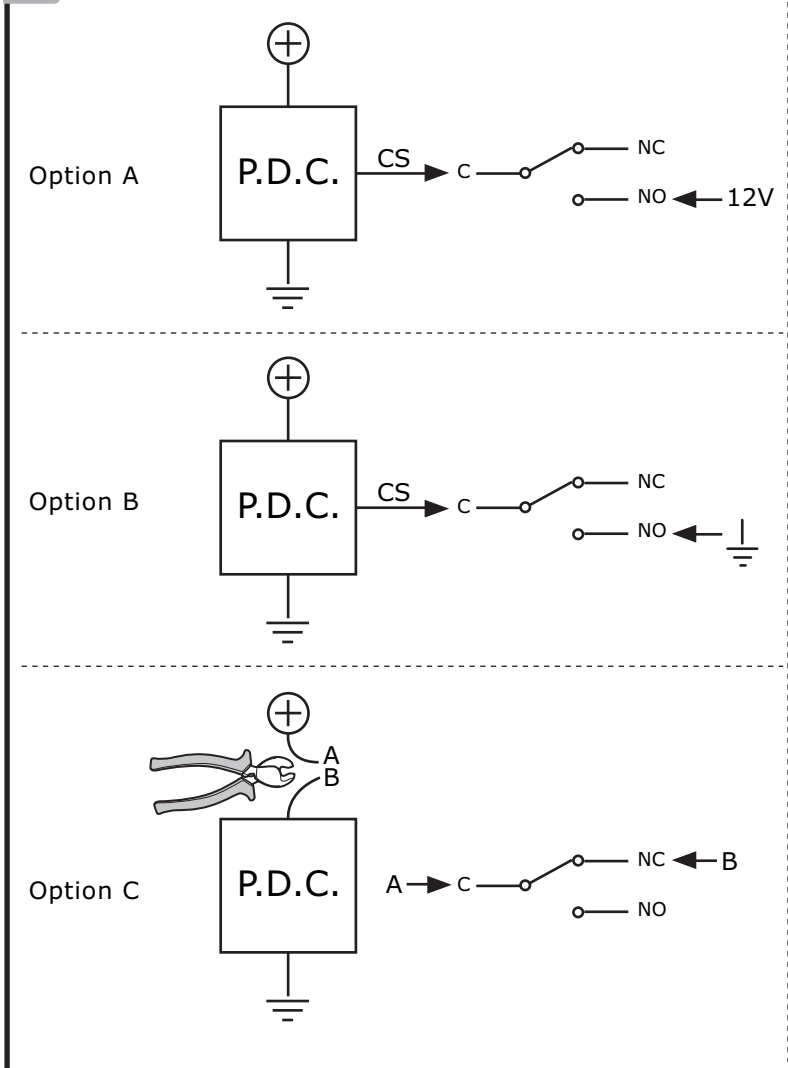 Option A
P.D.C.
CS
C
NC
NO
12V
Option B
P.D.C.
CS
C
NC
NO
Option C
A
B
P.D.C.
A
C
NC
B
NO